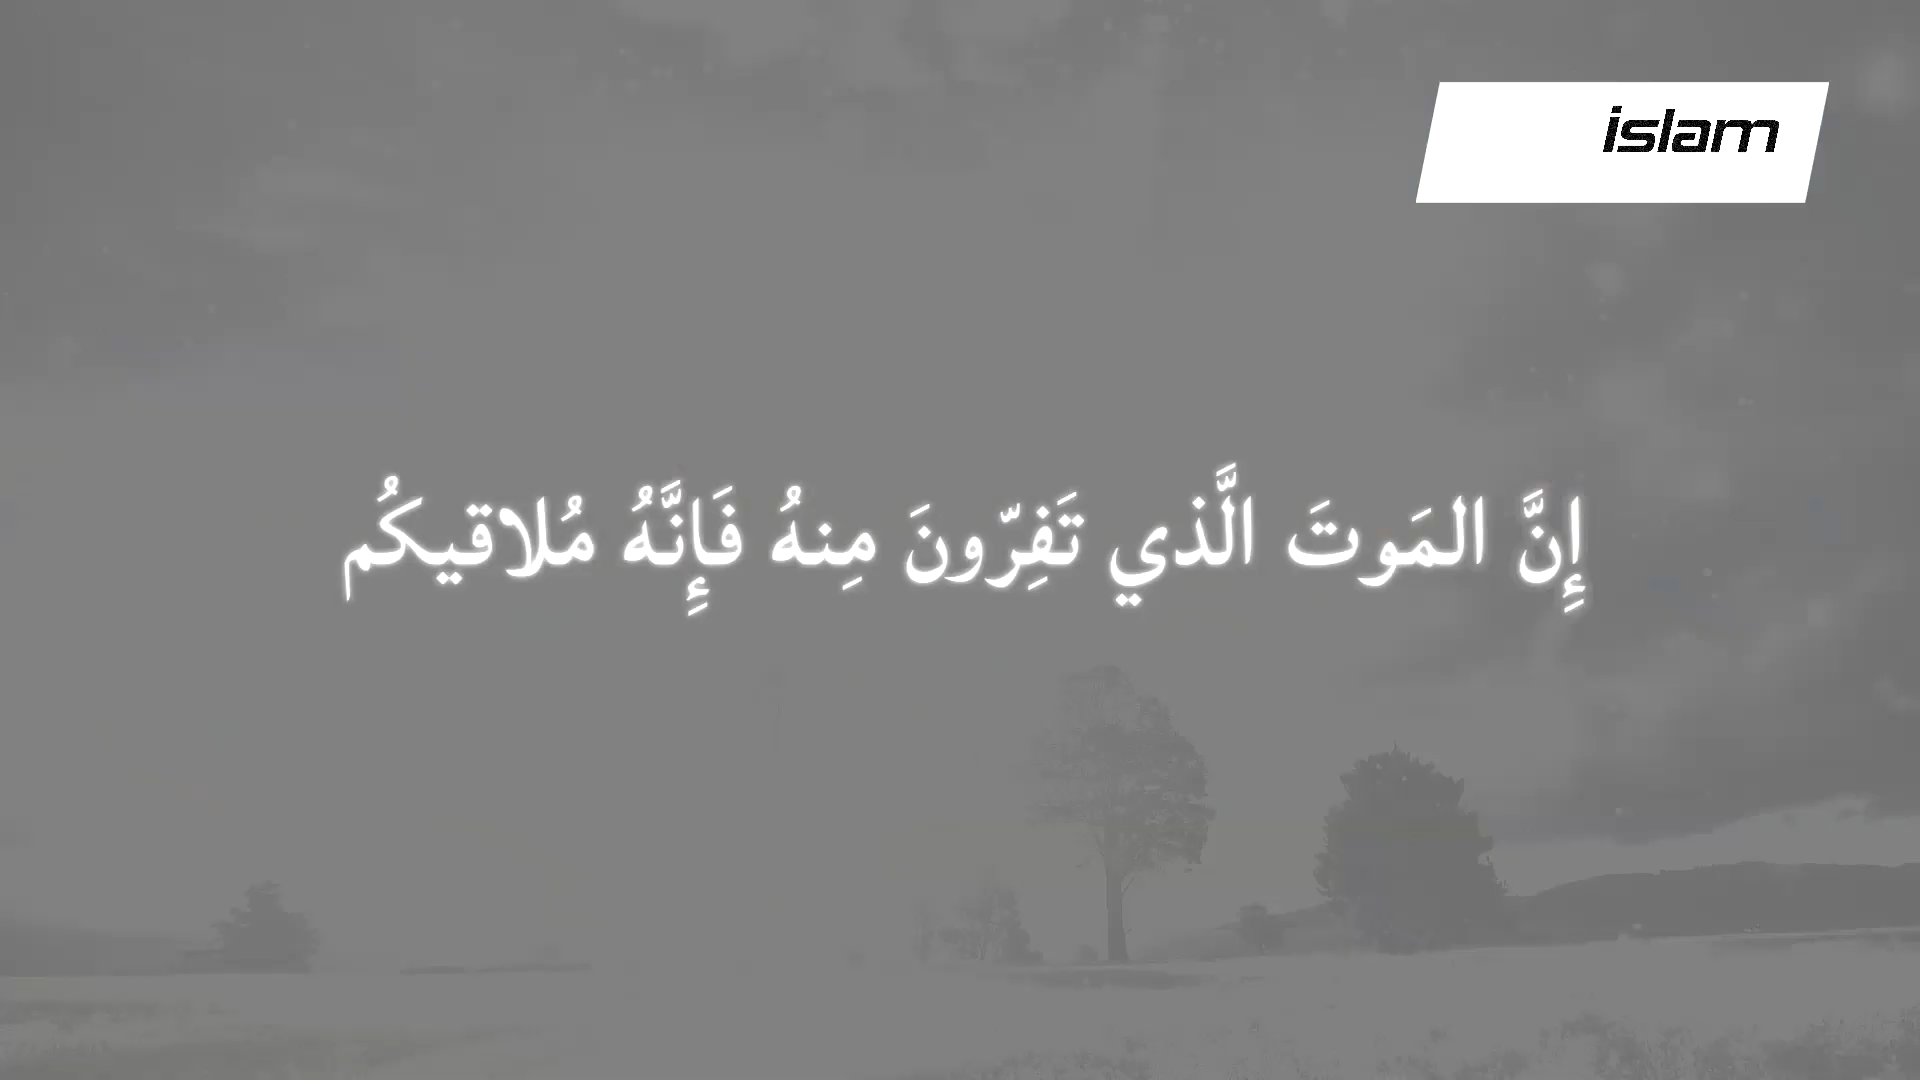 islam
إِنَّ المَوتَ الَّذي تَفِرّونَ مِنهُ فَإِنَّهُ مُلاقيكُم